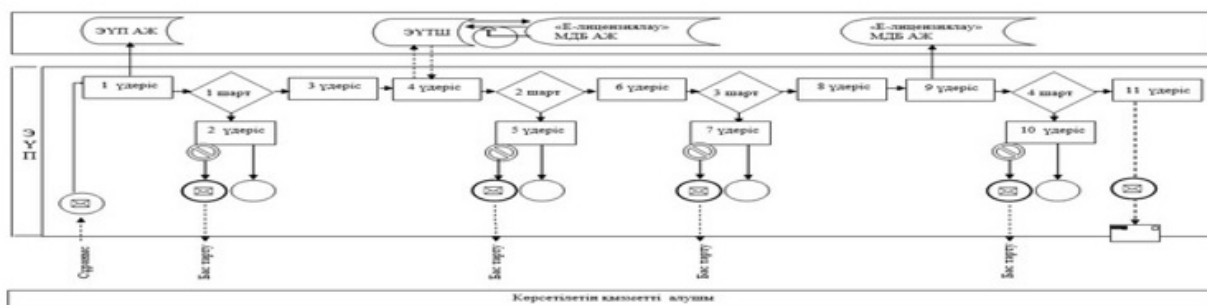 ЭҮП АЖ
ЭҮТШ
«Е-лицензиялау»
МДБ АЖ
«Е-лицензиялау»
МДБ АЖ
ЭҮП
1 үдеріс
1 шарт
3 үдеріс
4 үдеріс
2 шарт
6 үдеріс
3 шарт
8 үдеріс
9 үдеріс
4 шарт
11 үдеріс
2 үдеріс
5 үдеріс
7 үдеріс
10 үдеріс
Сұраныс
Бас тарту
Бас тарту
Бас тарту
Бас тарту
Көрсетілетін қызметті алушы